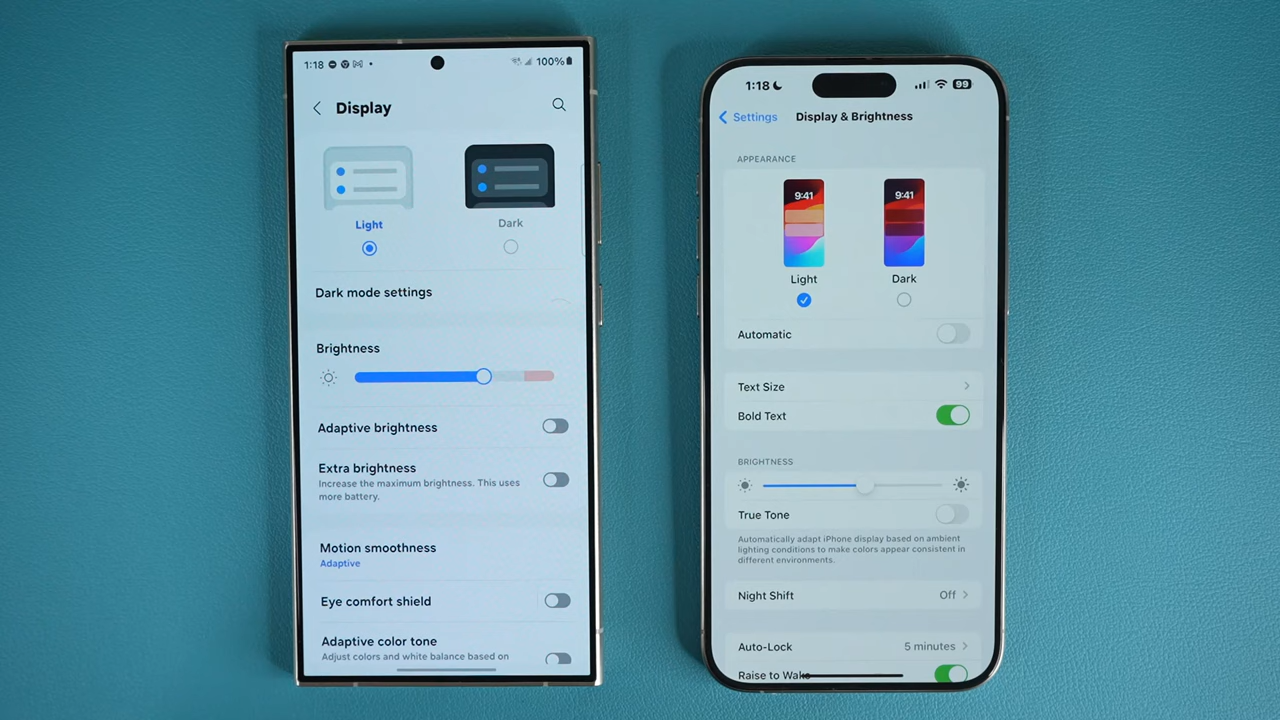 1:18
100%
Display
Light
Dark
Dark mode settings
Brightness
Adaptive brightness
Extra brightness
Increase the maximum brightness. This uses
more battery.
Motion smoothness
Adaptive
Eye comfort shield
Adaptive color tone
Adjust colors and white balance based on
1:18
99
Settings
Display & Brightness
APPEARANCE
9:41
9:41
Light
Dark
Automatic
Text Size
Bold Text
BRIGHTNESS
True Tone
Automatically adapt iPhone display based on ambient
lighting conditions to make colors appear consistent in
different environments.
Night Shift
Off
Auto-Lock
5 minutes
Raise to Wake